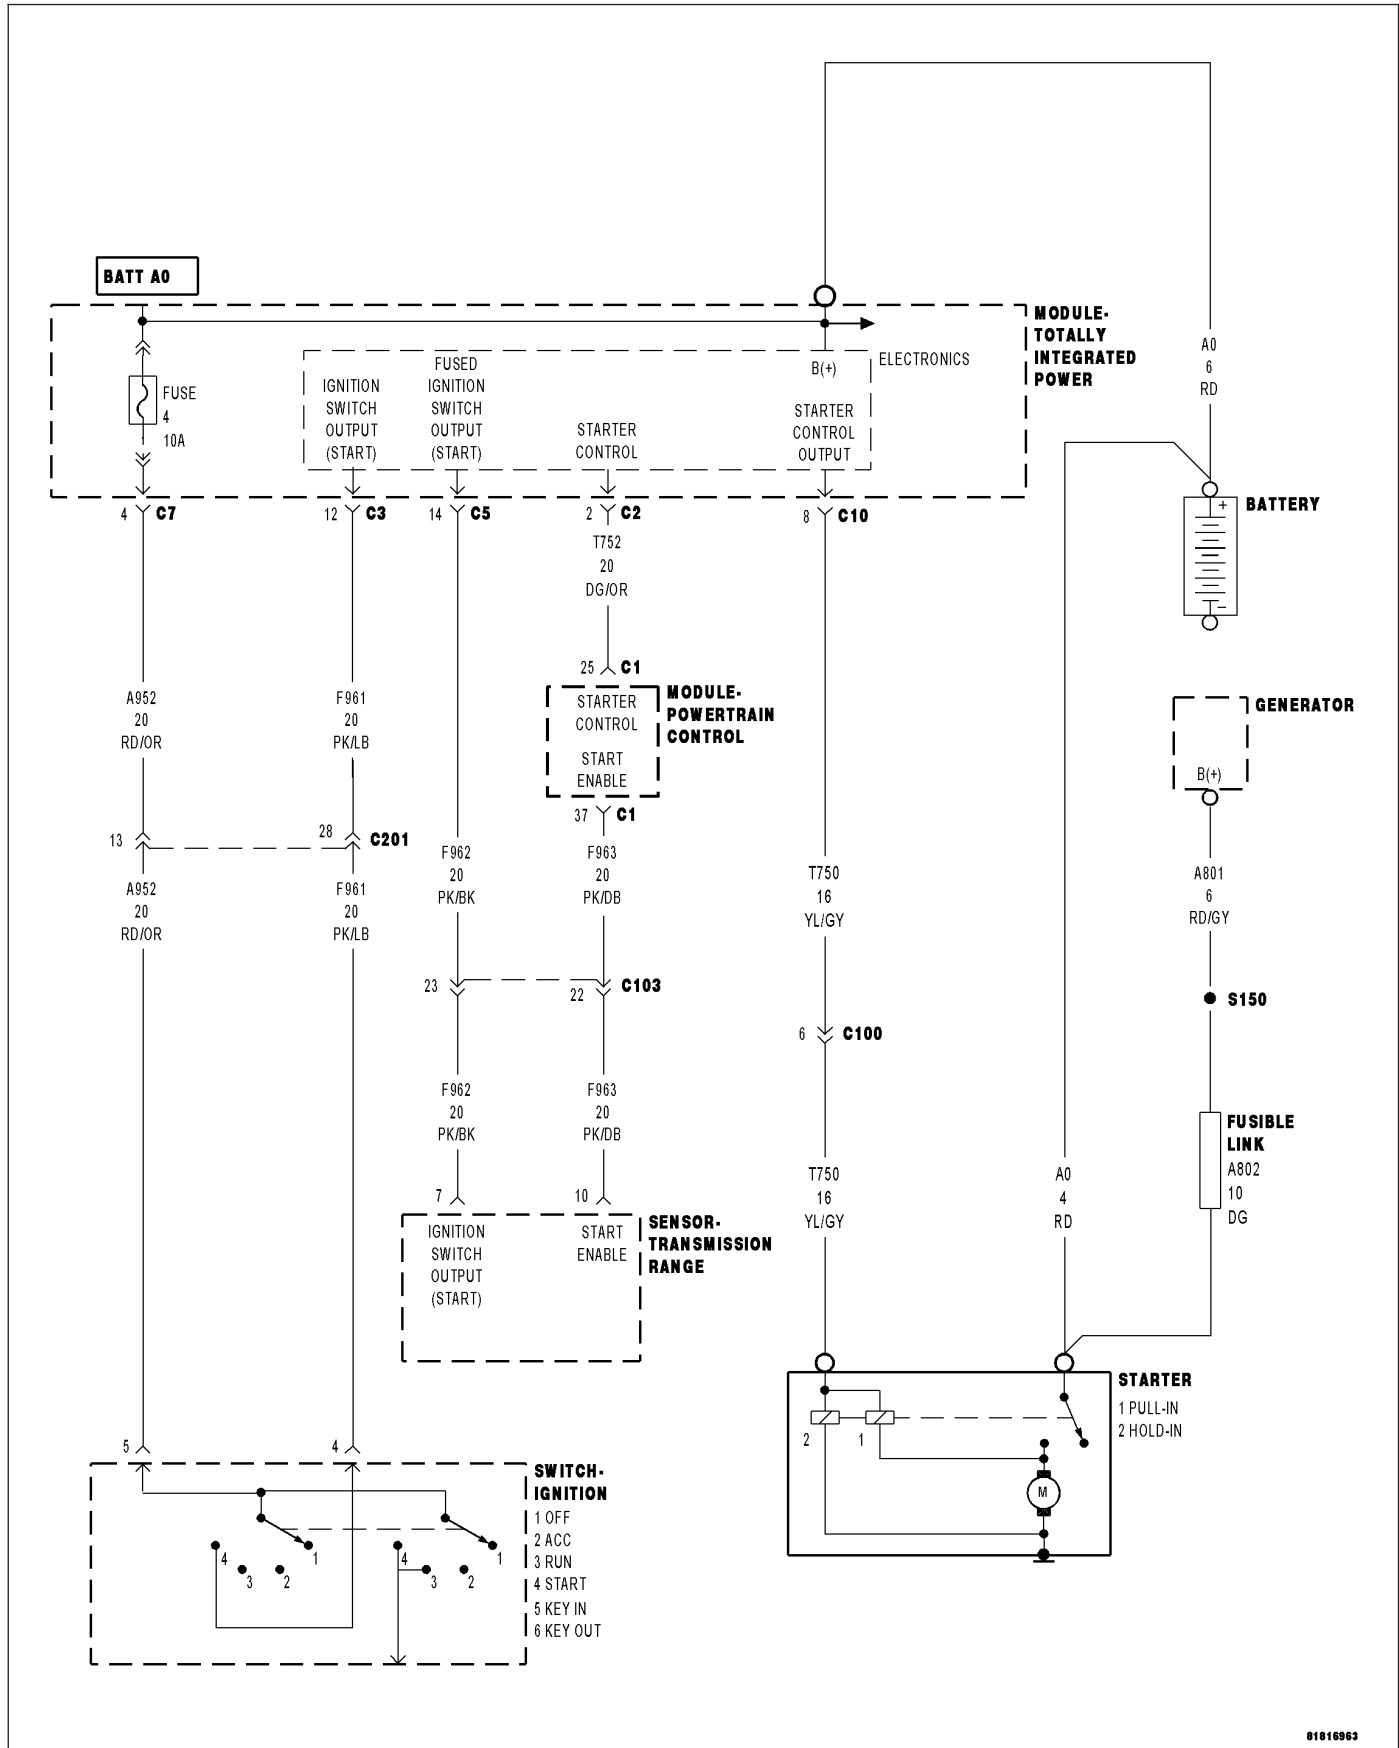 BATT A0
MODULE-
TOTALLY
INTEGRATED
POWER
FUSE
4
10A
IGNITION
SWITCH
OUTPUT
(START)
FUSED
IGNITION
SWITCH
OUTPUT
(START)
STARTER
CONTROL
B(+)
STARTER
CONTROL
OUTPUT
ELECTRONICS
A0
6
RD
4 C7
12 C3
14 C5
2 C2
8 C10
+
-
BATTERY
T752
20
DG/OR
25 C1
STARTER
CONTROL
START
ENABLE
MODULE-
POWERTRAIN
CONTROL
37 C1
GENERATOR
B(+)
A952
20
RD/OR
F961
20
PK/LB
13
28 C201
A952
20
RD/OR
F961
20
PK/LB
F962
20
PK/BK
F963
20
PK/DB
T750
16
YL/GY
A801
6
RD/GY
23
22 C103
6 C100
S150
F962
20
PK/BK
F963
20
PK/DB
T750
16
YL/GY
A0
4
RD
FUSIBLE
LINK
A802
10
DG
7
10
IGNITION
SWITCH
OUTPUT
(START)
START
ENABLE
SENSOR-
TRANSMISSION
RANGE
STARTER
1 PULL-IN
2 HOLD-IN
2
1
M
5
4
SWITCH-
IGNITION
1 OFF
2 ACC
3 RUN
4 START
5 KEY IN
6 KEY OUT
4
3
2
1
4
3
2
1
81816963